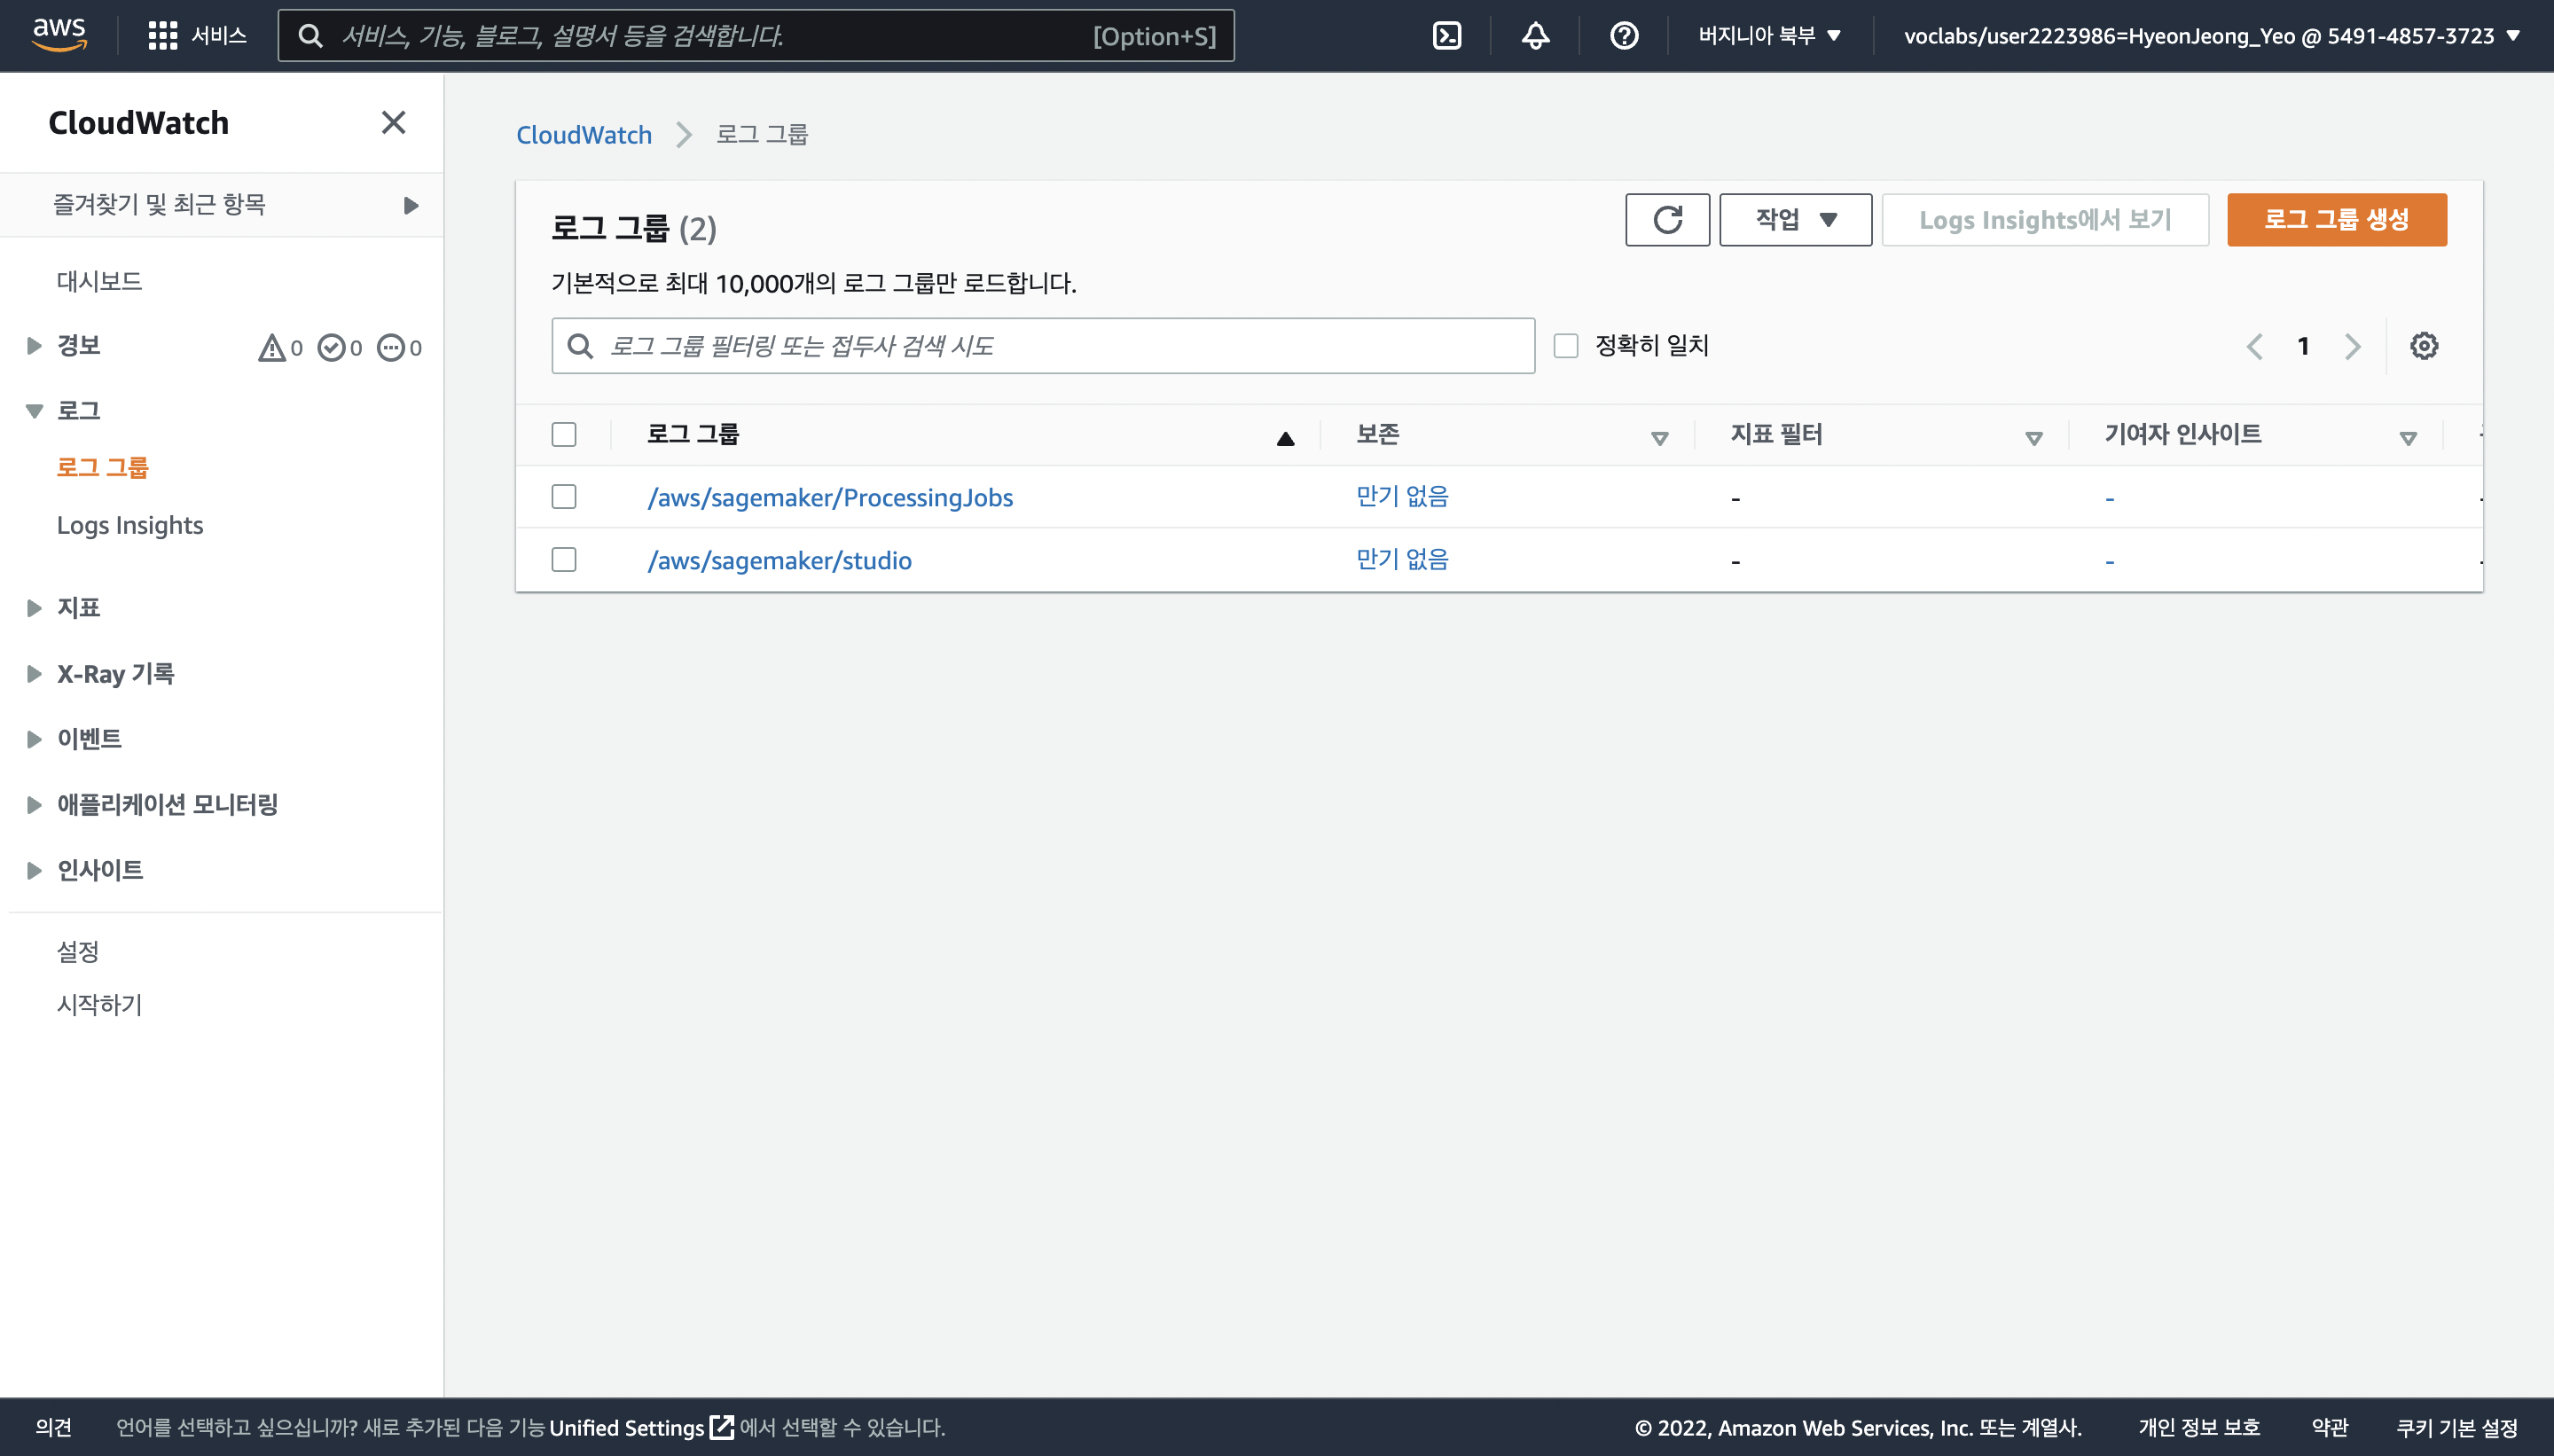 aws 서비스 서비스, 기능, 블로그, 설명서 등을 검색합니다. [Option+S] 버지니아 북부 voclabs/user2223986=HyeonJeong_Yeo @ 5491-4857-3723
CloudWatch
즐겨찾기 및 최근 항목
대시보드
경보 0 0 0
로그
로그 그룹
Logs Insights
지표
X-Ray 기록
이벤트
애플리케이션 모니터링
인사이트
설정
시작하기
CloudWatch 로그 그룹
로그 그룹 (2) 작업 Logs Insights에서 보기 로그 그룹 생성
기본적으로 최대 10,000개의 로그 그룹만 로드합니다.
로그 그룹 필터링 또는 접두사 검색 시도 정확히 일치 1
로그 그룹 보존 지표 필터 기여자 인사이트
/aws/sagemaker/ProcessingJobs 만기 없음 - -
/aws/sagemaker/studio 만기 없음 - -
의견 언어를 선택하고 싶으십니까? 새로 추가된 다음 기능 Unified Settings 에서 선택할 수 있습니다. © 2022, Amazon Web Services, Inc. 또는 계열사. 개인 정보 보호 약관 쿠키 기본 설정